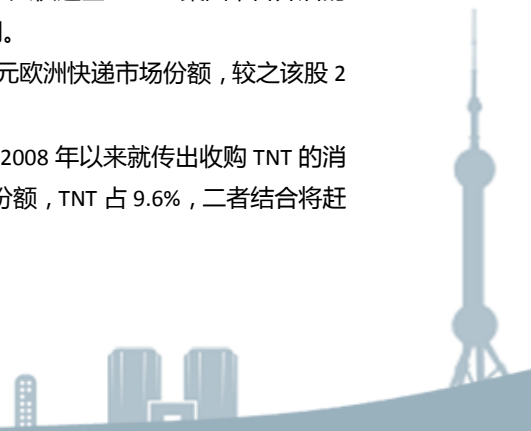 元欧洲快递市场份额，较之该股 2
2008 年以来就传出收购 TNT 的消
份额，TNT 占 9.6%，二者结合将赶